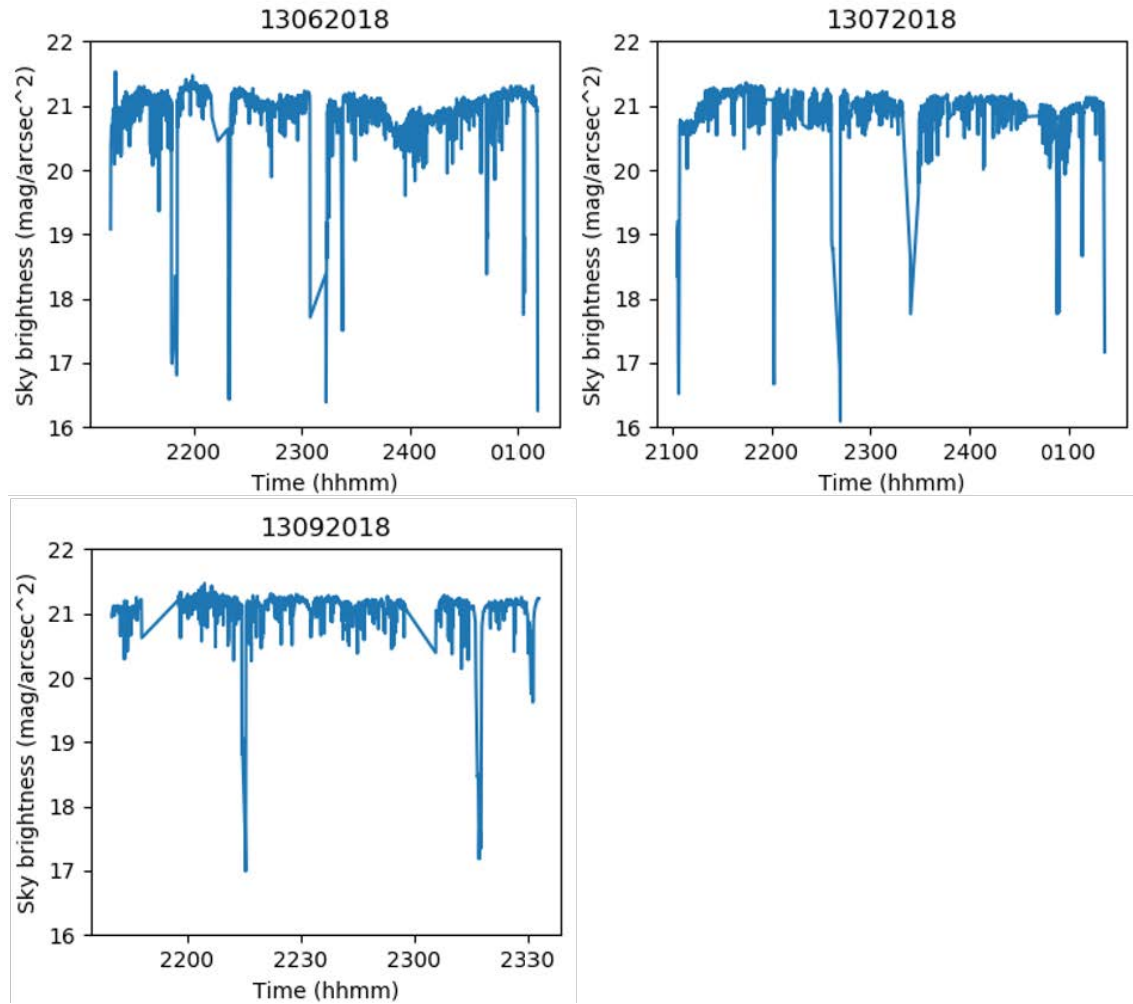 13062018
Sky brightness (mag/arcsec^2)
22
21
20
19
18
17
16
2200 2300 2400 0100
Time (hhmm)
13072018
Sky brightness (mag/arcsec^2)
22
21
20
19
18
17
16
2100 2200 2300 2400 0100
Time (hhmm)
13092018
Sky brightness (mag/arcsec^2)
22
21
20
19
18
17
16
2200 2230 2300 2330
Time (hhmm)